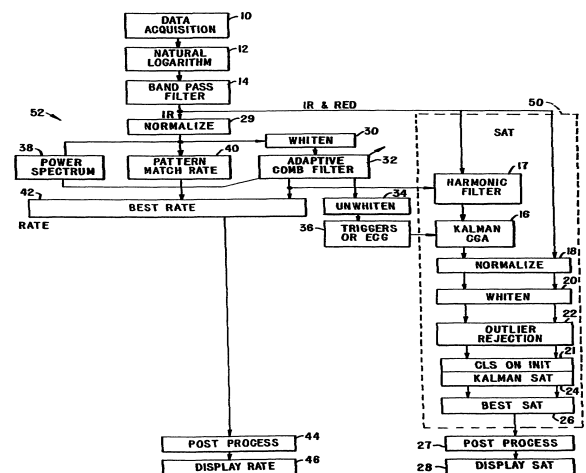 DATA ACQUISITION 10
NATURAL LOGARITHM 12
BAND PASS FILTER 14
IR & RED 50
52 IR NORMALIZE 29
WHITEN 30
SAT
38 POWER SPECTRUM
PATTERN MATCH RATE 40
ADAPTIVE COMB FILTER 32
HARMONIC FILTER 17
42 BEST RATE
UNWHITEN 34
RATE
36 TRIGGERS OR ECG
KALMAN CGA 16
NORMALIZE 18
WHITEN 20
OUTLIER REJECTION 22
CLS ON INIT 21
KALMAN SAT 24
BEST SAT 26
POST PROCESS 44
27 POST PROCESS
DISPLAY RATE 46
28 DISPLAY SAT